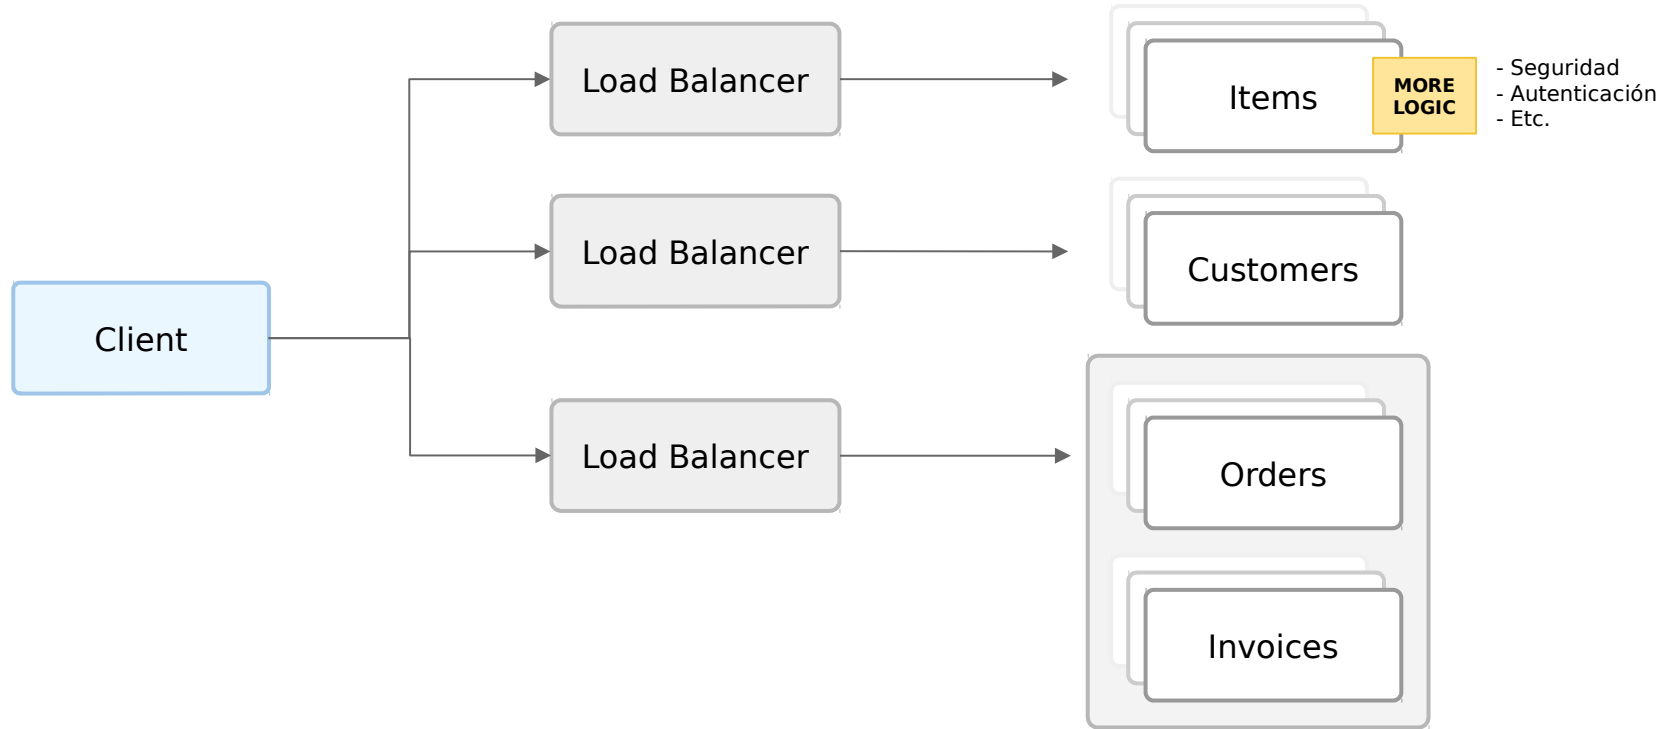 Load Balancer
Items
MORE
LOGIC
- Seguridad
- Autenticación
- Etc.
Load Balancer
Customers
Client
Load Balancer
Orders
Invoices